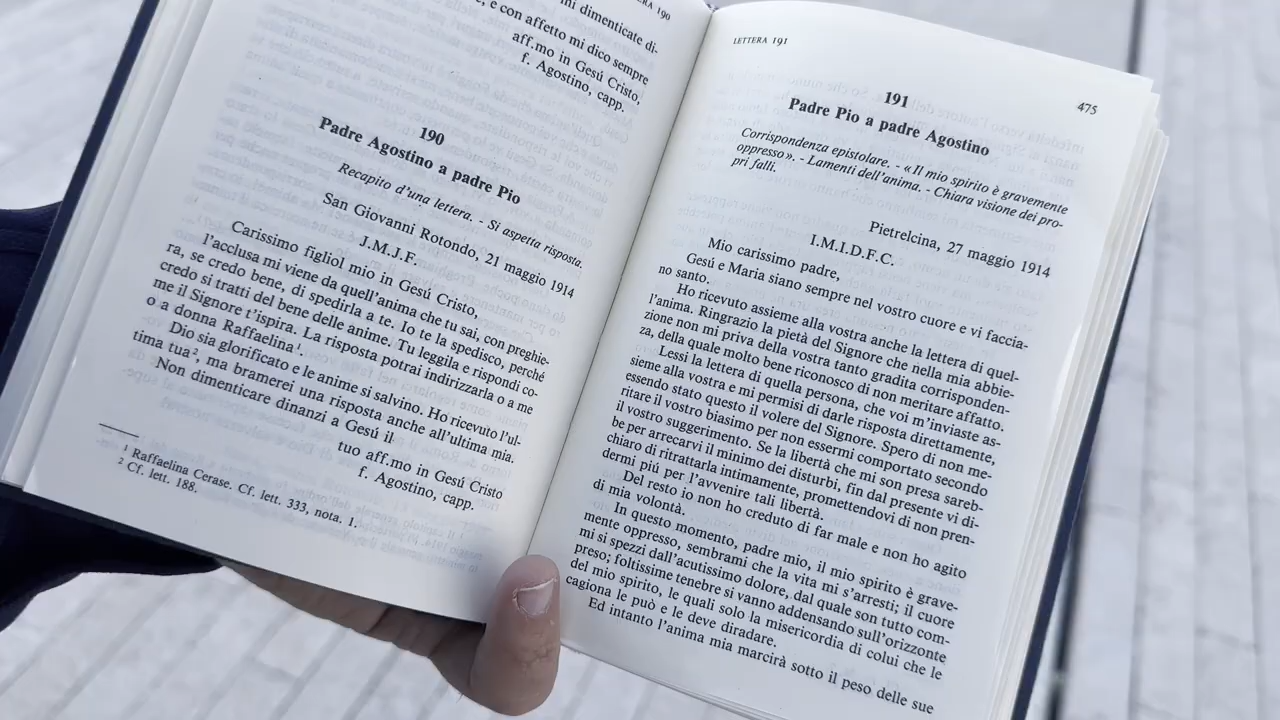 LETTERA 190
mi dimenticate di-
e con affetto mi dico sempre
aff.mo in Gesú Cristo,
f. Agostino, capp.
190
Padre Agostino a padre Pio
Recapito d'una lettera. - Si aspetta risposta.
San Giovanni Rotondo, 21 maggio 1914
J.M.J.F.
Carissimo figliol mio in Gesú Cristo,
l'acclusa mi viene da quell'anima che tu sai, con preghie-
ra, se credo bene, di spedirla a te. Io te la spedisco, perché
credo si tratti del bene delle anime. Tu leggila e rispondi co-
me il Signore t'ispira. La risposta potrai indirizzarla o a me
o a donna Raffaelina¹.
Dio sia glorificato e le anime si salvino. Ho ricevuto l'ul-
tima tua², ma bramerei una risposta anche all'ultima mia.
Non dimenticare dinanzi a Gesú il
tuo aff.mo in Gesú Cristo
f. Agostino, capp.
¹ Raffaelina Cerase. Cf. lett. 333, nota. 1.
² Cf. lett. 188.
LETTERA 191
475
191
Padre Pio a padre Agostino
Corrispondenza epistolare. - «Il mio spirito è gravemente
oppresso». - Lamenti dell'anima. - Chiara visione dei pro-
pri falli.
Pietrelcina, 27 maggio 1914
I.M.I.D.F.C.
Mio carissimo padre,
Gesú e Maria siano sempre nel vostro cuore e vi faccia-
no santo.
Ho ricevuto assieme alla vostra anche la lettera di quel-
l'anima. Ringrazio la pietà del Signore che nella mia abbie-
zione non mi priva della vostra tanto gradita corrisponden-
za, della quale molto bene riconosco di non meritare affatto.
Lessi la lettera di quella persona, che voi m'inviaste as-
sieme alla vostra e mi permisi di darle risposta direttamente,
essendo stato questo il volere del Signore. Spero di non me-
ritare il vostro biasimo per non essermi comportato secondo
il vostro suggerimento. Se la libertà che mi son presa sareb-
be per arrecarvi il minimo dei disturbi, fin dal presente vi di-
chiaro di ritrattarla intimamente, promettendovi di non pren-
dermi piú per l'avvenire tali libertà.
Del resto io non ho creduto di far male e non ho agito
di mia volontà.
In questo momento, padre mio, il mio spirito è grave-
mente oppresso, sembrami che la vita mi s'arresti; il cuore
mi si spezzi dall'acutissimo dolore, dal quale son tutto com-
preso; foltissime tenebre si vanno addensando sull'orizzonte
del mio spirito, le quali solo la misericordia di colui che le
cagiona le può e le deve diradare.
Ed intanto l'anima mia marcirà sotto il peso delle sue